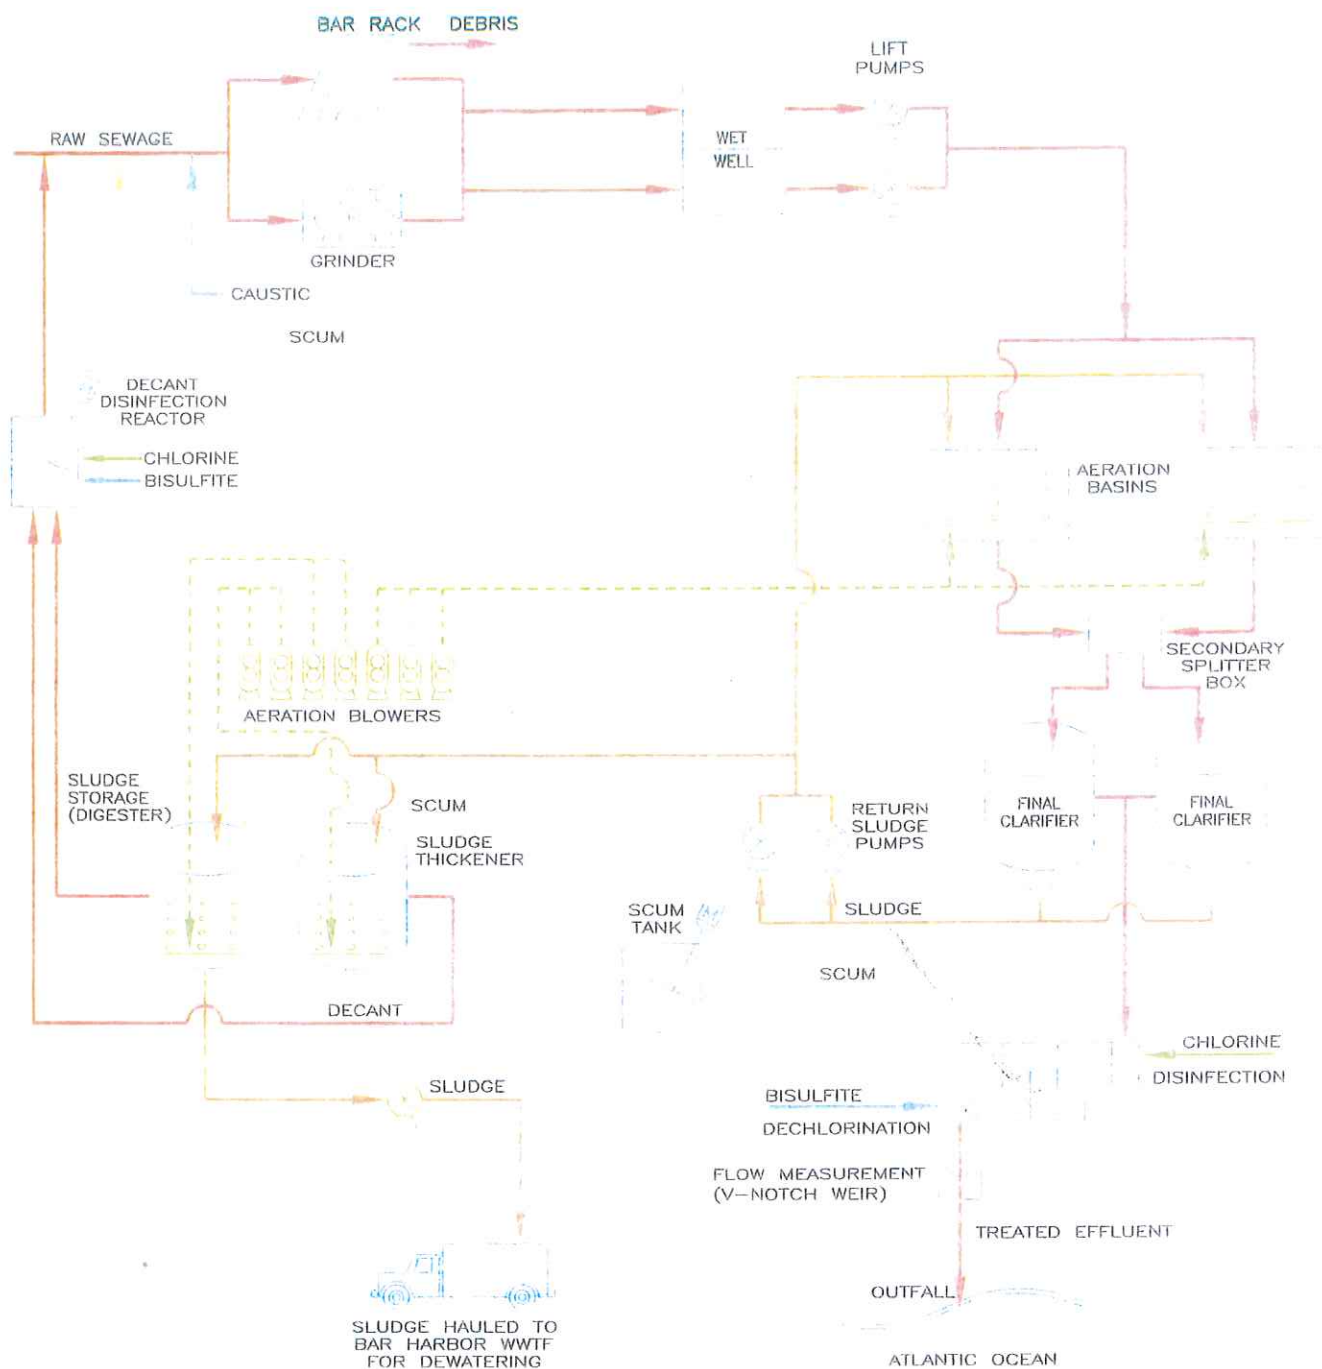 BAR RACK DEBRIS
LIFT
PUMPS
RAW SEWAGE
WET
WELL
GRINDER
CAUSTIC
SCUM
DECANT
DISINFECTION
REACTOR
CHLORINE
BISULFITE
AERATION
BASINS
SECONDARY
SPLITTER
BOX
AERATION BLOWERS
SLUDGE
STORAGE
(DIGESTER)
SCUM
SLUDGE
THICKENER
RETURN
SLUDGE
PUMPS
FINAL
CLARIFIER
FINAL
CLARIFIER
SCUM
TANK
SLUDGE
SCUM
DECANT
CHLORINE
DISINFECTION
SLUDGE
BISULFITE
DECHLORINATION
FLOW MEASUREMENT
(V-NOTCH WEIR)
TREATED EFFLUENT
OUTFALL
SLUDGE HAULED TO
BAR HARBOR WWTF
FOR DEWATERING
ATLANTIC OCEAN